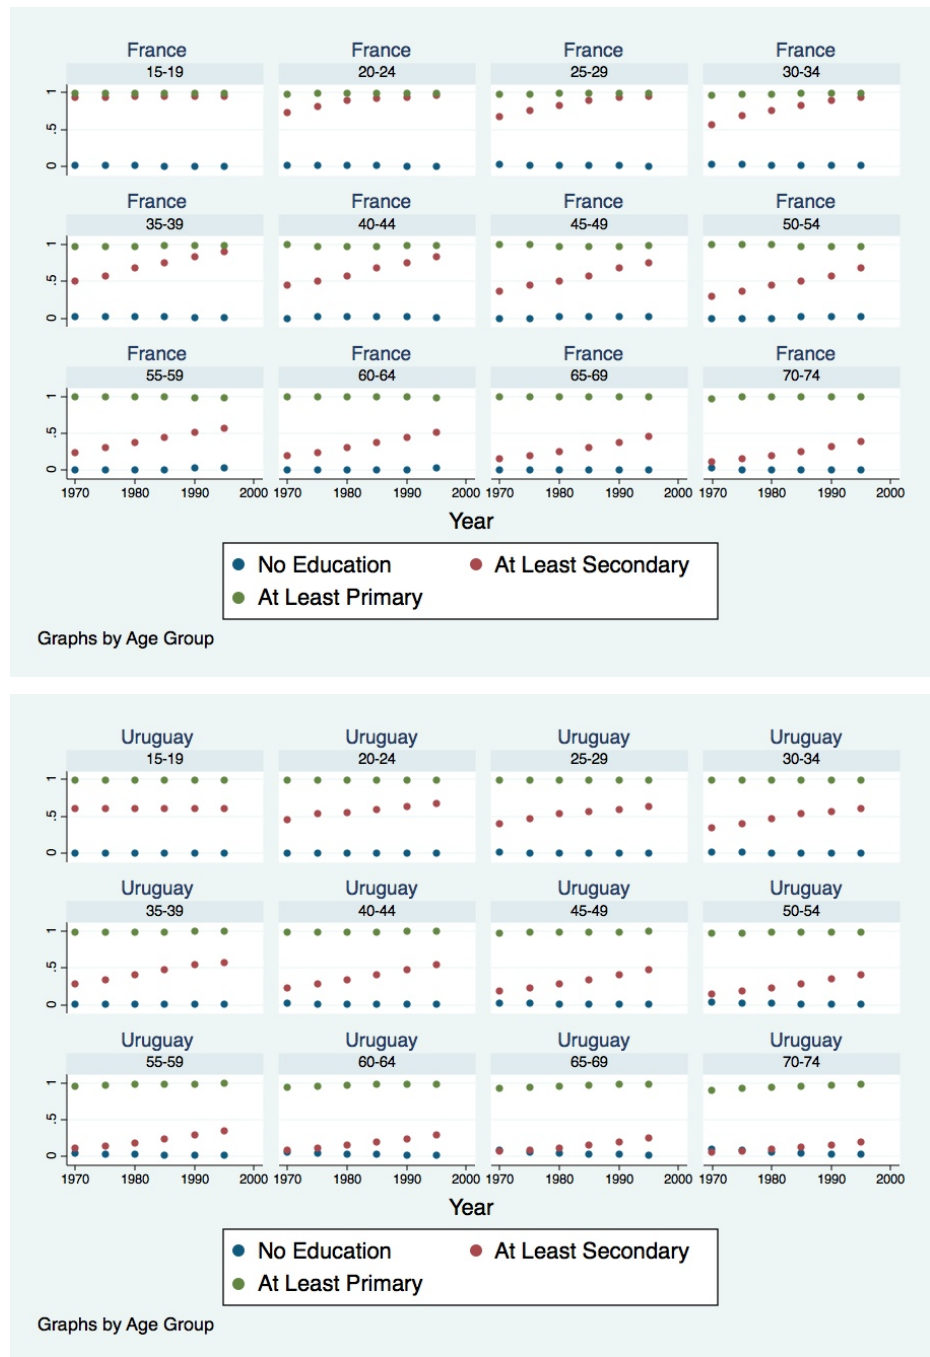 France France France France
15-19 20-24 25-29 30-34
1
.5
0
France France France France
35-39 40-44 45-49 50-54
1
.5
0
France France France France
55-59 60-64 65-69 70-74
1
.5
0
1970 1980 1990 2000 1970 1980 1990 2000 1970 1980 1990 2000 1970 1980 1990 2000
Year
No Education At Least Secondary
At Least Primary
Graphs by Age Group
Uruguay Uruguay Uruguay Uruguay
15-19 20-24 25-29 30-34
1
.5
0
Uruguay Uruguay Uruguay Uruguay
35-39 40-44 45-49 50-54
1
.5
0
Uruguay Uruguay Uruguay Uruguay
55-59 60-64 65-69 70-74
1
.5
0
1970 1980 1990 2000 1970 1980 1990 2000 1970 1980 1990 2000 1970 1980 1990 2000
Year
No Education At Least Secondary
At Least Primary
Graphs by Age Group